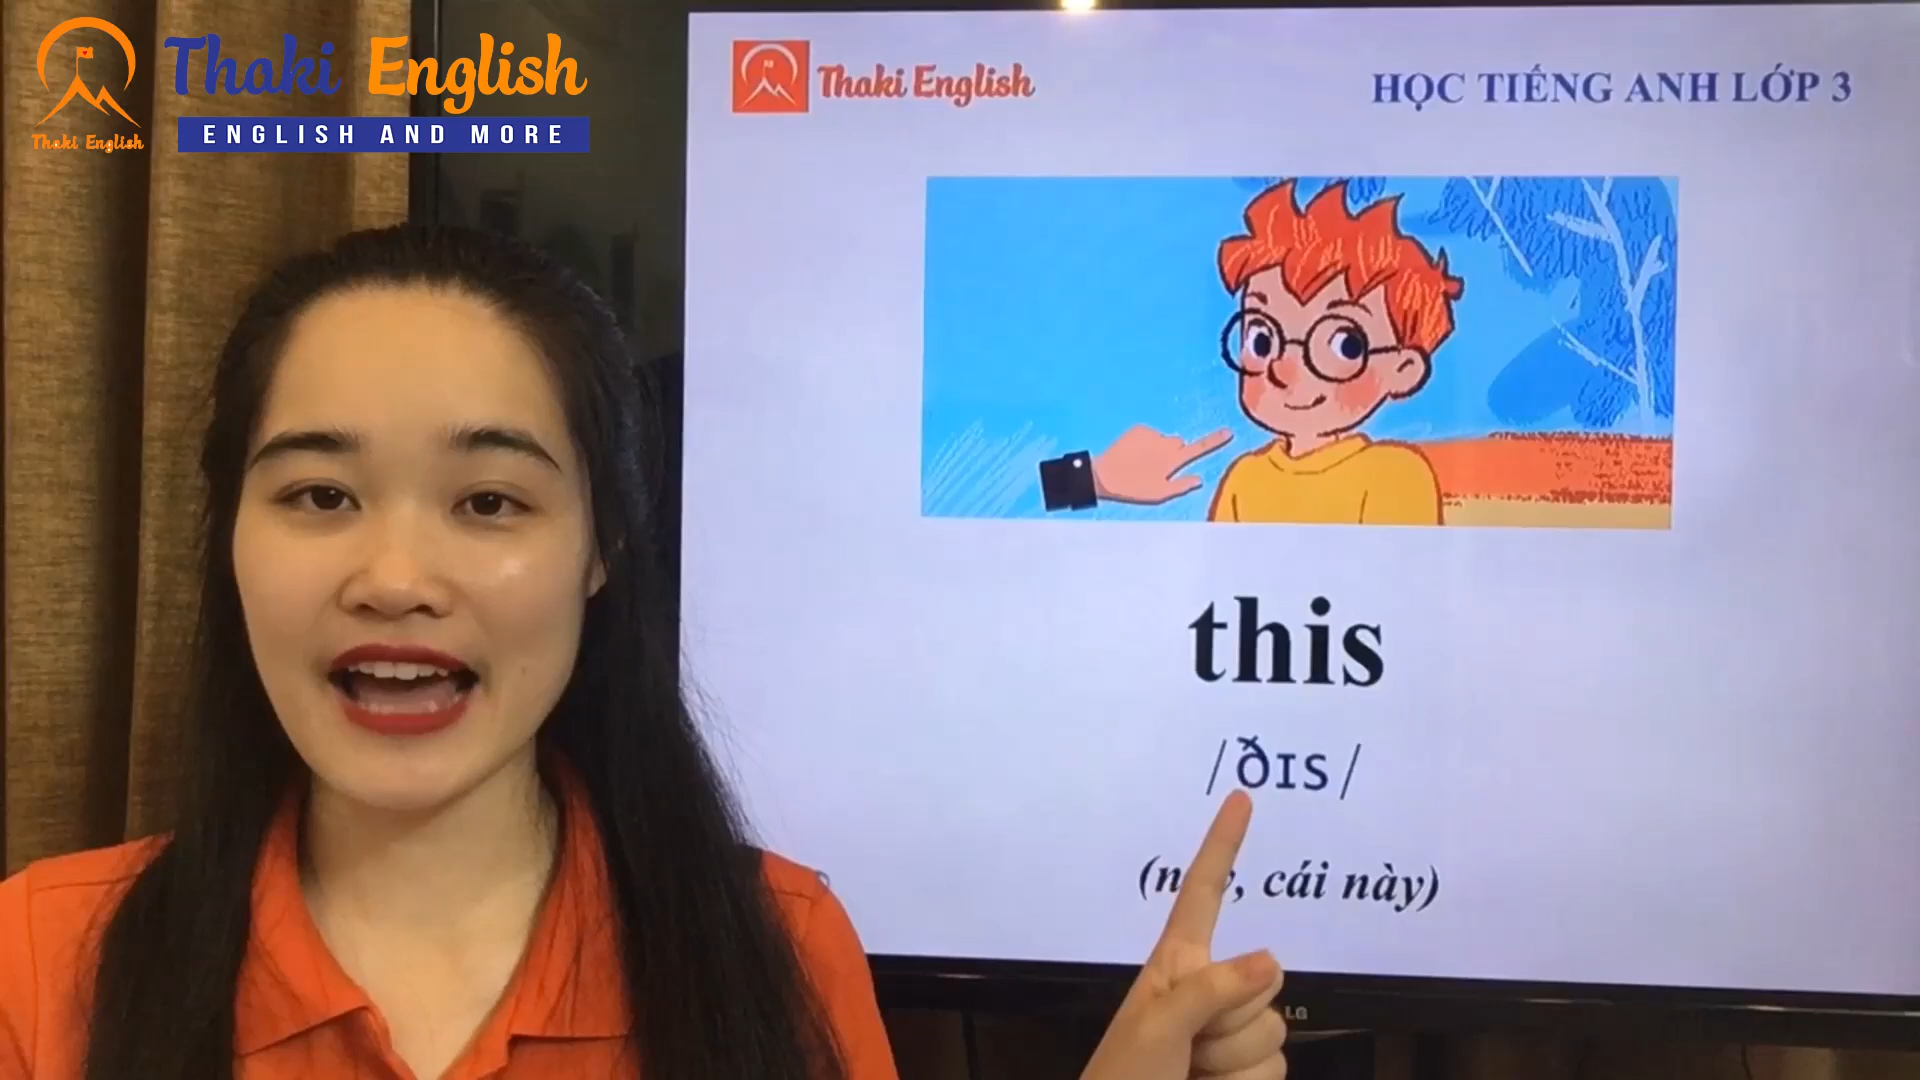 Thaki English
ENGLISH AND MORE
Thaki English
Thaki English
HỌC TIẾNG ANH LỚP 3
this
/ðɪs/
(, cái này)
LG